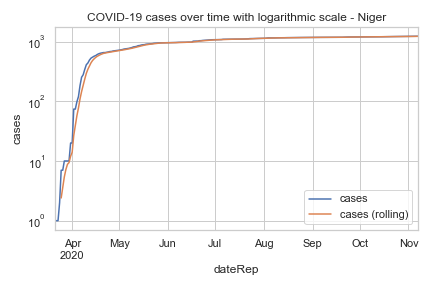 COVID-19 cases over time with logarithmic scale - Niger
cases
10³
10²
10¹
10⁰
cases
cases (rolling)
Apr May Jun Jul Aug Sep Oct Nov
2020
dateRep